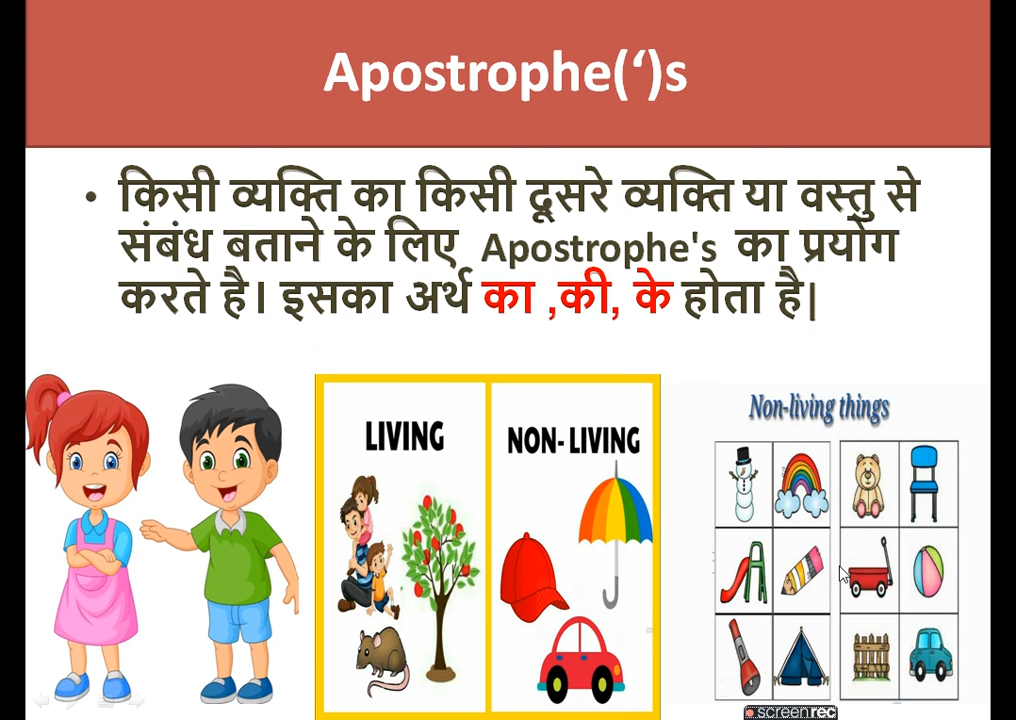 Apostrophe(‘)s
• किसी व्यक्ति का किसी दूसरे व्यक्ति या वस्तु से
संबंध बताने के लिए Apostrophe's का प्रयोग
करते है। इसका अर्थ का ,की, के होता है|
LIVING
NON- LIVING
Non-living things
screenrec